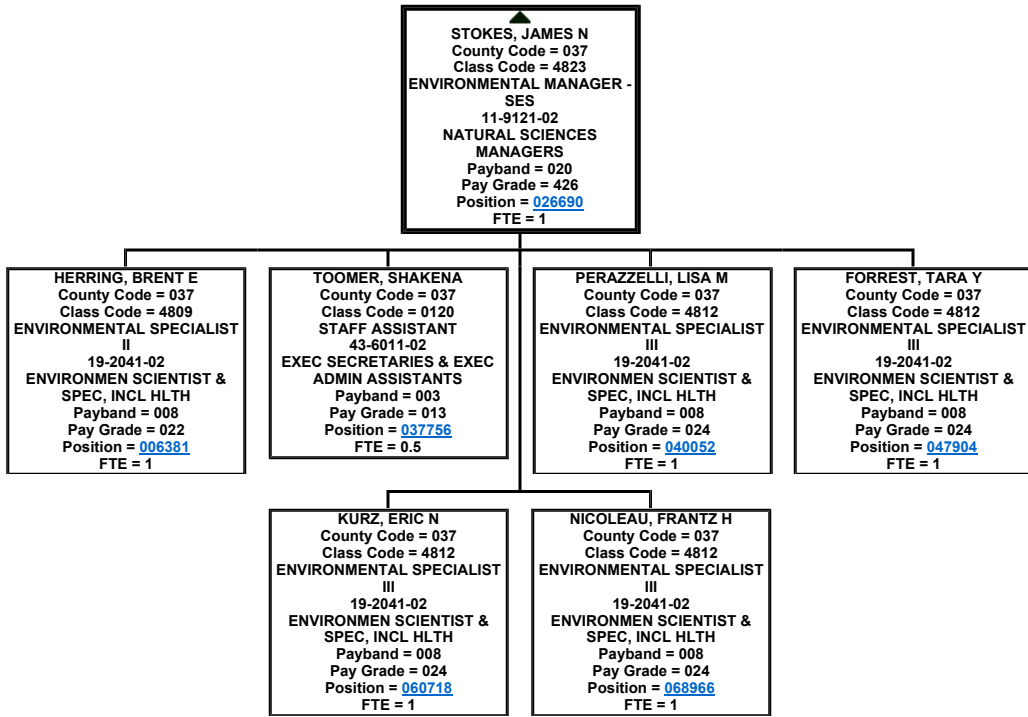 STOKES, JAMES N
County Code = 037
Class Code = 4823
ENVIRONMENTAL MANAGER -
SES
11-9121-02
NATURAL SCIENCES
MANAGERS
Payband = 020
Pay Grade = 426
Position = 026690
FTE = 1
HERRING, BRENT E
County Code = 037
Class Code = 4809
ENVIRONMENTAL SPECIALIST
II
19-2041-02
ENVIRONMEN SCIENTIST &
SPEC, INCL HLTH
Payband = 008
Pay Grade = 022
Position = 006381
FTE = 1
TOOMER, SHAKENA
County Code = 037
Class Code = 0120
STAFF ASSISTANT
43-6011-02
EXEC SECRETARIES & EXEC
ADMIN ASSISTANTS
Payband = 003
Pay Grade = 013
Position = 037756
FTE = 0.5
PERAZZELLI, LISA M
County Code = 037
Class Code = 4812
ENVIRONMENTAL SPECIALIST
III
19-2041-02
ENVIRONMEN SCIENTIST &
SPEC, INCL HLTH
Payband = 008
Pay Grade = 024
Position = 040052
FTE = 1
FORREST, TARA Y
County Code = 037
Class Code = 4812
ENVIRONMENTAL SPECIALIST
III
19-2041-02
ENVIRONMEN SCIENTIST &
SPEC, INCL HLTH
Payband = 008
Pay Grade = 024
Position = 047904
FTE = 1
KURZ, ERIC N
County Code = 037
Class Code = 4812
ENVIRONMENTAL SPECIALIST
III
19-2041-02
ENVIRONMEN SCIENTIST &
SPEC, INCL HLTH
Payband = 008
Pay Grade = 024
Position = 060718
FTE = 1
NICOLEAU, FRANTZ H
County Code = 037
Class Code = 4812
ENVIRONMENTAL SPECIALIST
III
19-2041-02
ENVIRONMEN SCIENTIST &
SPEC, INCL HLTH
Payband = 008
Pay Grade = 024
Position = 068966
FTE = 1